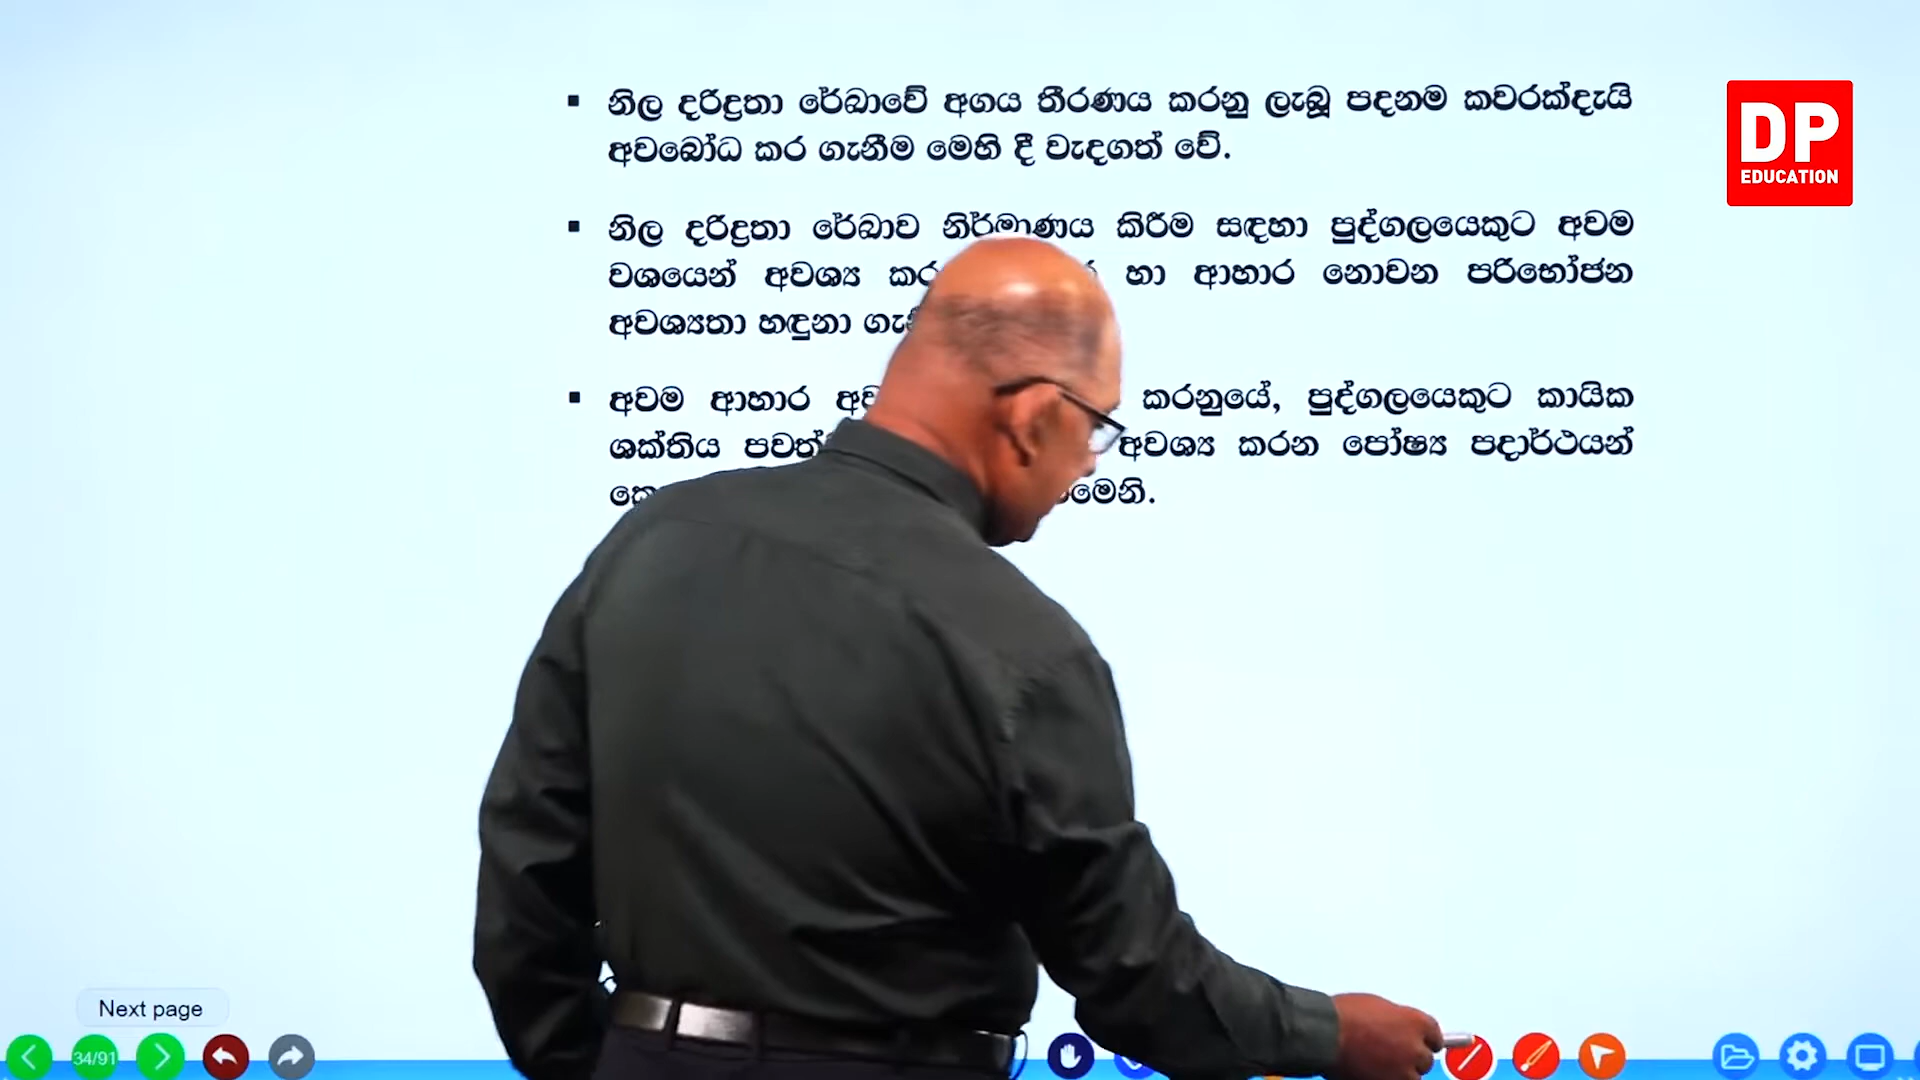 ▪ නිල දරිද්‍රතා රේඛාවේ අගය තීරණය කරනු ලැබූ පදනම කවරක්දැයි
අවබෝධ කර ගැනීම මෙහි දී වැදගත් වේ.
▪ නිල දරිද්‍රතා රේඛාව නිර්මාණය කිරීම සඳහා පුද්ගලයෙකුට අවම
වශයෙන් අවශ්‍ය හා ආහාර නොවන පරිභෝජන
අවශ්‍යතා හඳුනා
▪ අවම ආහාර කරනුයේ, පුද්ගලයෙකුට කායික
ශක්තිය අවශ්‍ය කරන පෝෂ්‍ය පදාර්ථයන්
DP
EDUCATION
Next page
34/91